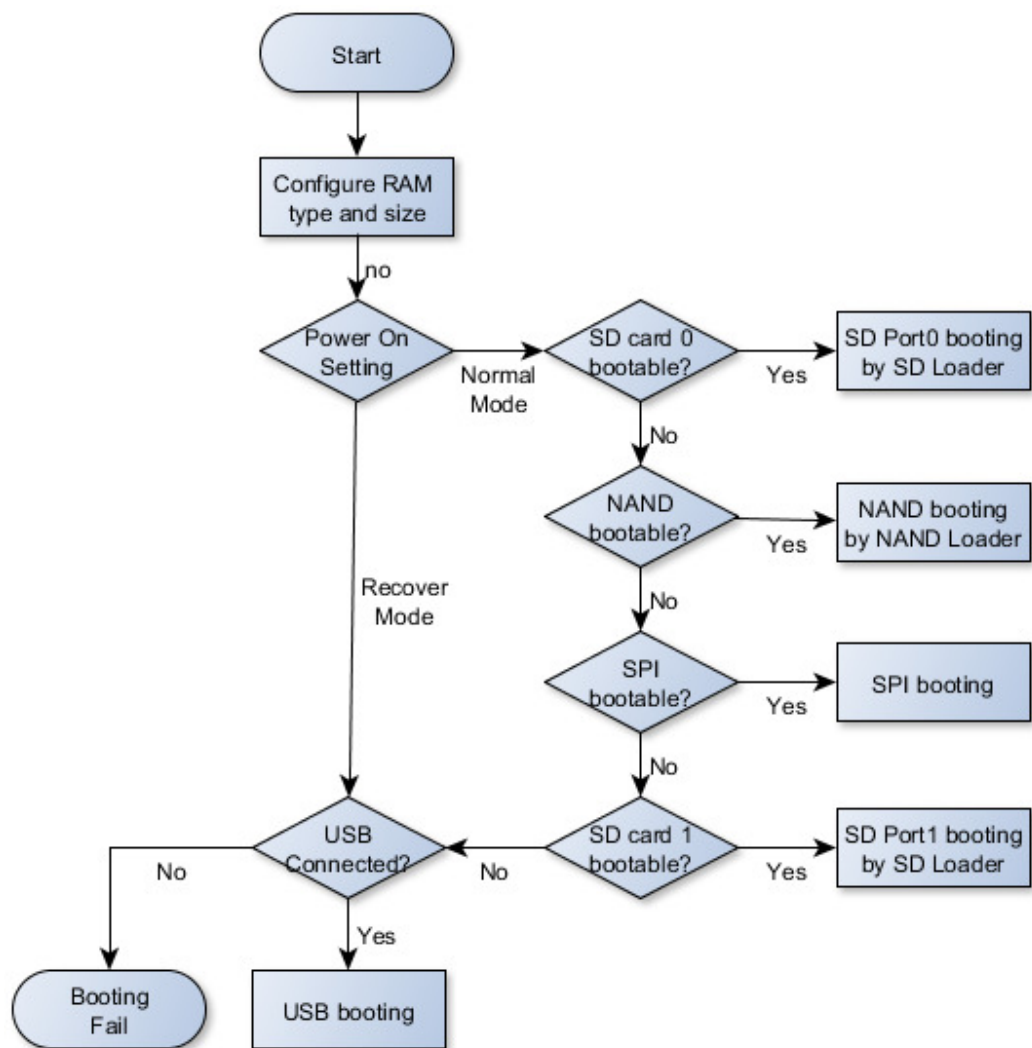 Start
Configure RAM
type and size
no
Power On
Setting
Normal
Mode
SD card 0
bootable?
Yes
SD Port0 booting
by SD Loader
No
NAND
bootable?
Yes
NAND booting
by NAND Loader
Recover
Mode
No
SPI
bootable?
Yes
SPI booting
No
SD card 1
bootable?
Yes
SD Port1 booting
by SD Loader
No
USB
Connected?
No
Yes
Booting
Fail
USB booting